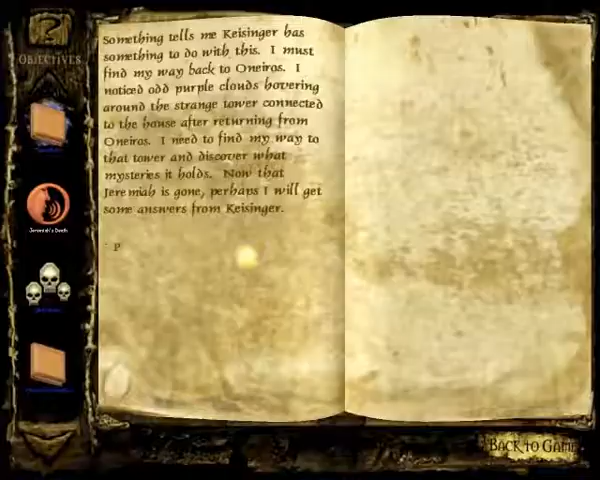 OBJECTIVES
Something tells me Keisinger has
something to do with this. I must
find my way back to Oneiros. I
noticed odd purple clouds hovering
around the strange tower connected
to the house after returning from
Oneiros. I need to find my way to
that tower and discover what
mysteries it holds. Now that
Jeremiah is gone, perhaps I will get
some answers from Keisinger.
- P
Jeremiah's Death
BACK TO GAME